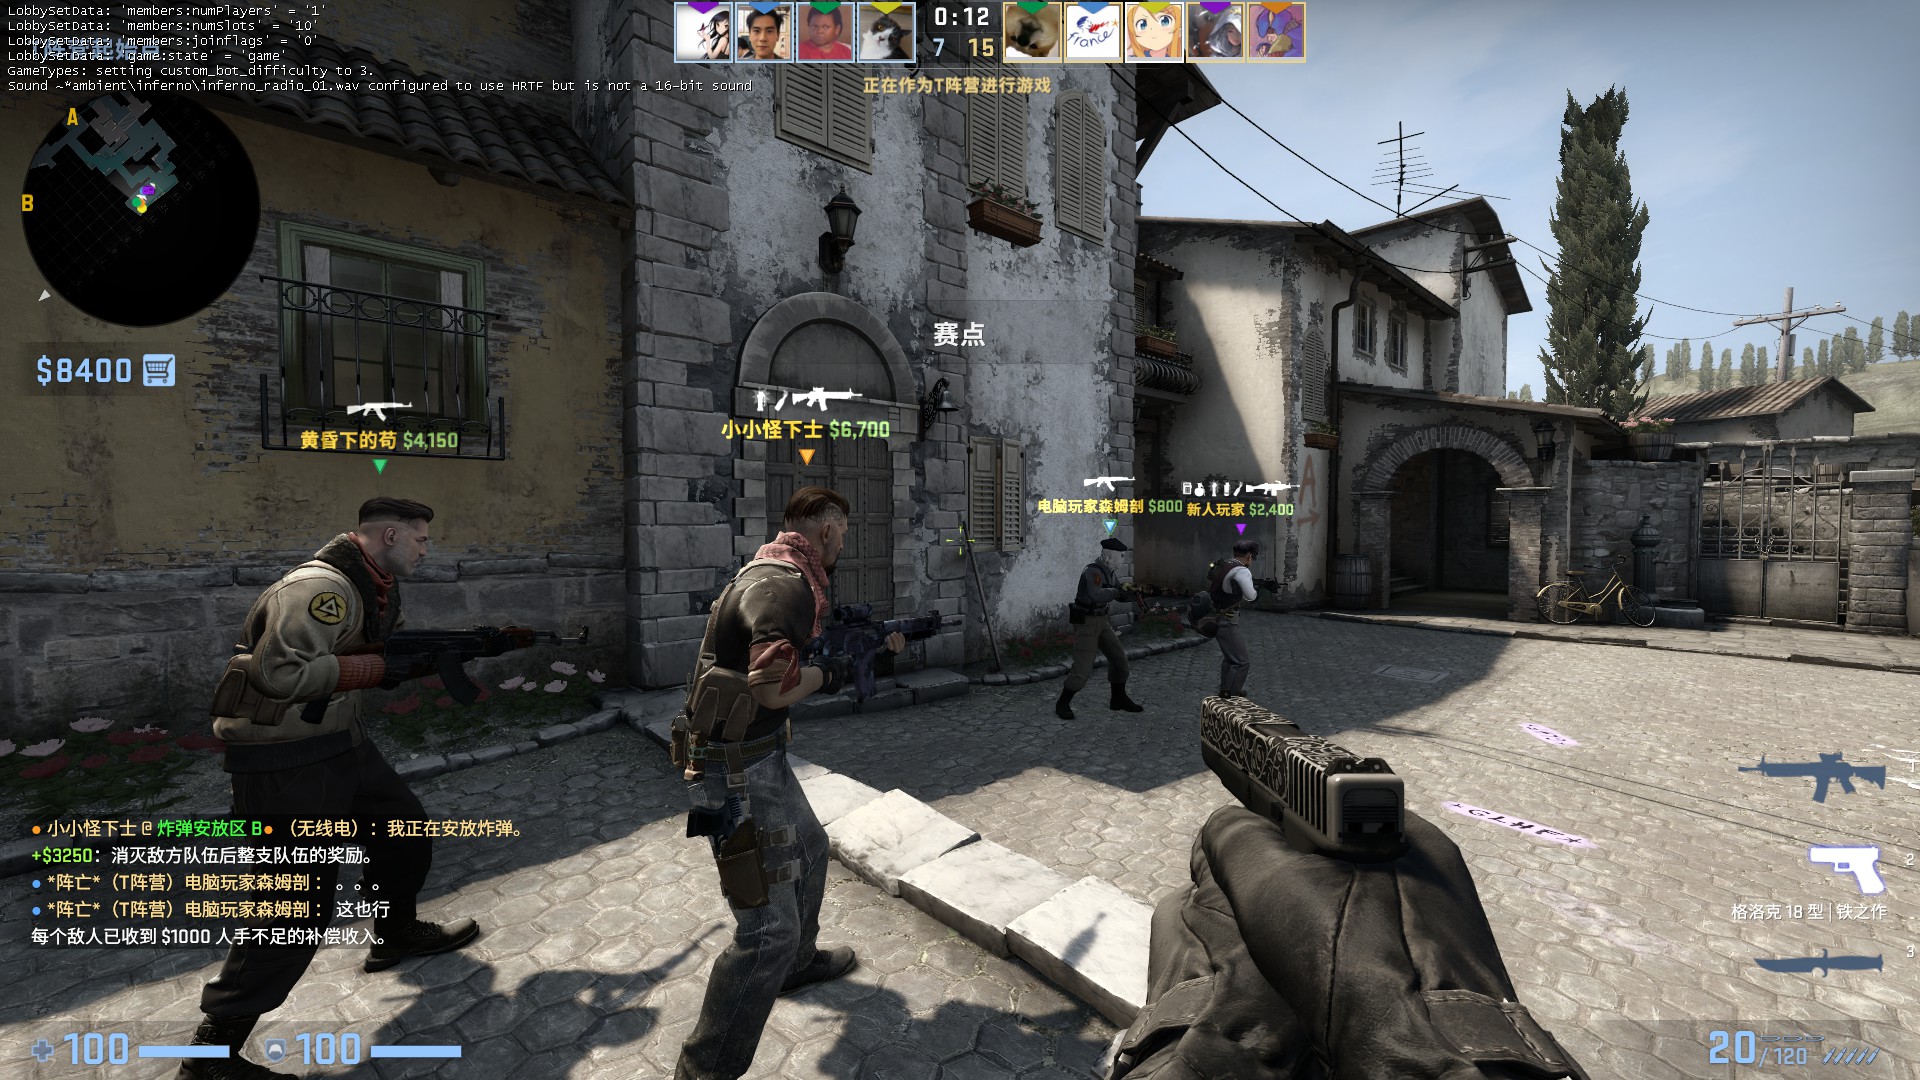 LobbySetData: 'members:numPlayers' = '1'
LobbySetData: 'members:numSlots' = '10'
LobbySetData: 'members:joinflags' = '0'
LobbySetData: 'game:state' = 'game'
GameTypes: setting custom_bot_difficulty to 3.
Sound ~*ambient\inferno\inferno_radio_01.wav configured to use HRTF but is not a 16-bit sound
0:12
7 15
france
正在作为T阵营进行游戏
A
B
赛点
$8400
黄昏下的苟 $4,150
小小怪下士 $6,700
电脑玩家森姆剖 $800
新人玩家 $2,400
A
GLHF
1
2
格洛克 18 型 | 铁之作
3
小小怪下士 @ 炸弹安放区 B （无线电）：我正在安放炸弹。
+$3250：消灭敌方队伍后整支队伍的奖励。
*阵亡*（T阵营）电脑玩家森姆剖：。。。
*阵亡*（T阵营）电脑玩家森姆剖：这也行
每个敌人已收到 $1000 人手不足的补偿收入。
100
100
20 / 120